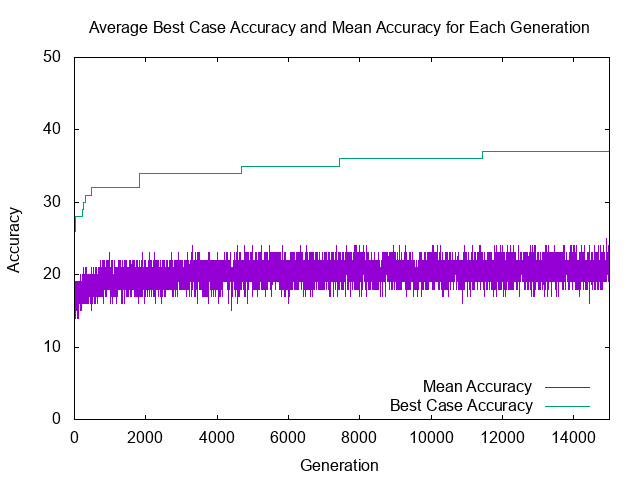 Average Best Case Accuracy and Mean Accuracy for Each Generation
50
40
30
20
10
0
Accuracy
Mean Accuracy
Best Case Accuracy
0 2000 4000 6000 8000 10000 12000 14000
Generation